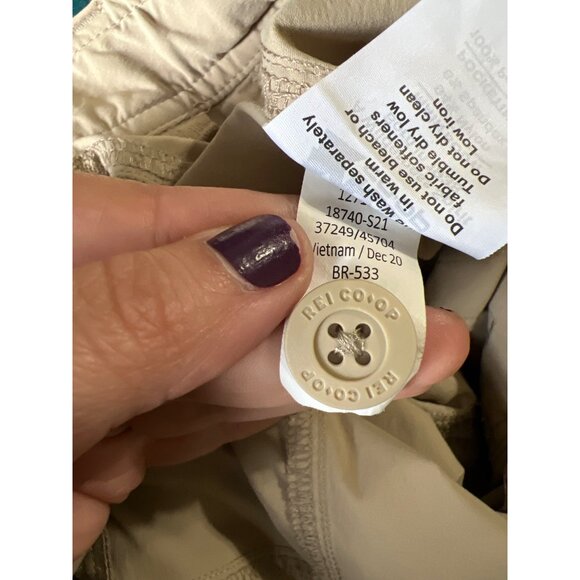 wash separately
in warm
Do not use bleach or
fabric softeners
Tumble dry low
Do not dry clean
Low iron
18740-S21
37249/45704
Vietnam / Dec 20
BR-533
REI CO♢OP
REI CO♢OP